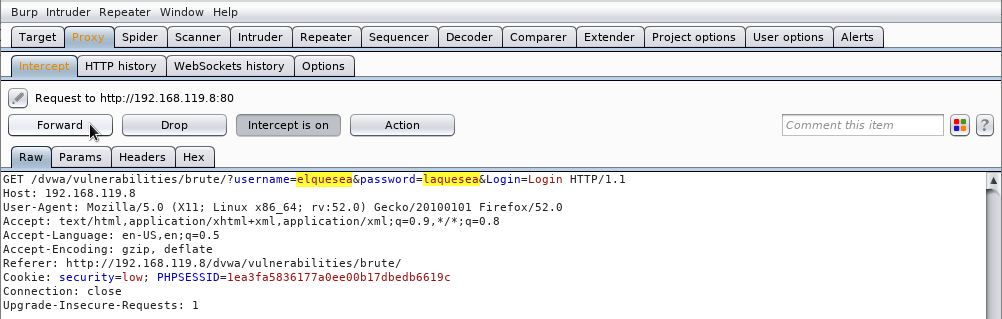 Burp Intruder Repeater Window Help
Target Proxy Spider Scanner Intruder Repeater Sequencer Decoder Comparer Extender Project options User options Alerts
Intercept HTTP history WebSockets history Options
Request to http://192.168.119.8:80
Forward Drop Intercept is on Action Comment this item ?
Raw Params Headers Hex
GET /dvwa/vulnerabilities/brute/?username=elquesea&password=laquesea&Login=Login HTTP/1.1
Host: 192.168.119.8
User-Agent: Mozilla/5.0 (X11; Linux x86_64; rv:52.0) Gecko/20100101 Firefox/52.0
Accept: text/html,application/xhtml+xml,application/xml;q=0.9,*/*;q=0.8
Accept-Language: en-US,en;q=0.5
Accept-Encoding: gzip, deflate
Referer: http://192.168.119.8/dvwa/vulnerabilities/brute/
Cookie: security=low; PHPSESSID=1ea3fa5836177a0ee00b17dbedb6619c
Connection: close
Upgrade-Insecure-Requests: 1